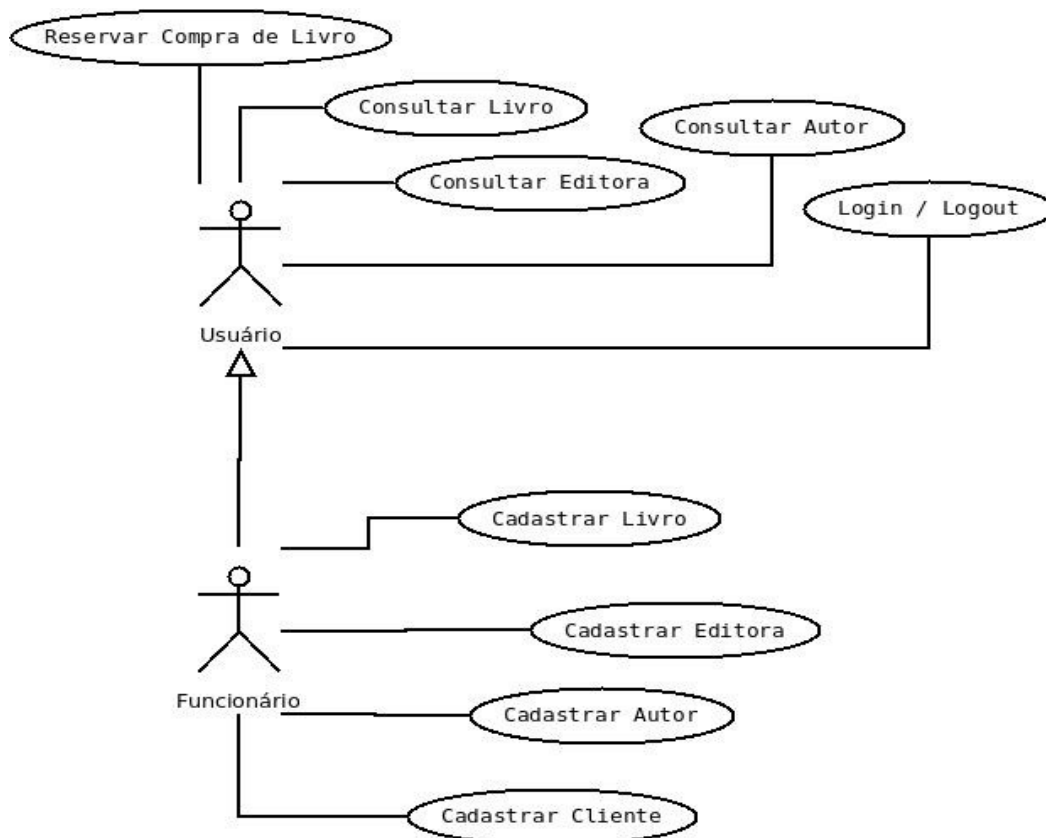 Reservar Compra de Livro
Consultar Livro
Consultar Autor
Consultar Editora
Login / Logout
Usuário
Cadastrar Livro
Cadastrar Editora
Funcionário
Cadastrar Autor
Cadastrar Cliente